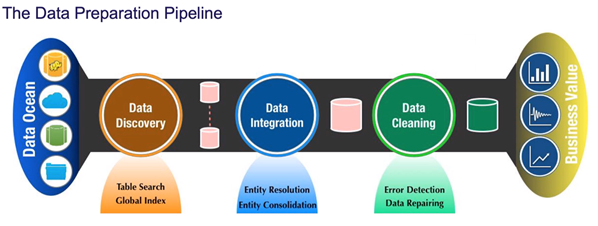 The Data Preparation Pipeline
Data Ocean
Data
Discovery
Data
Integration
Data
Cleaning
Business Value
Table Search
Global Index
Entity Resolution
Entity Consolidation
Error Detection
Data Repairing